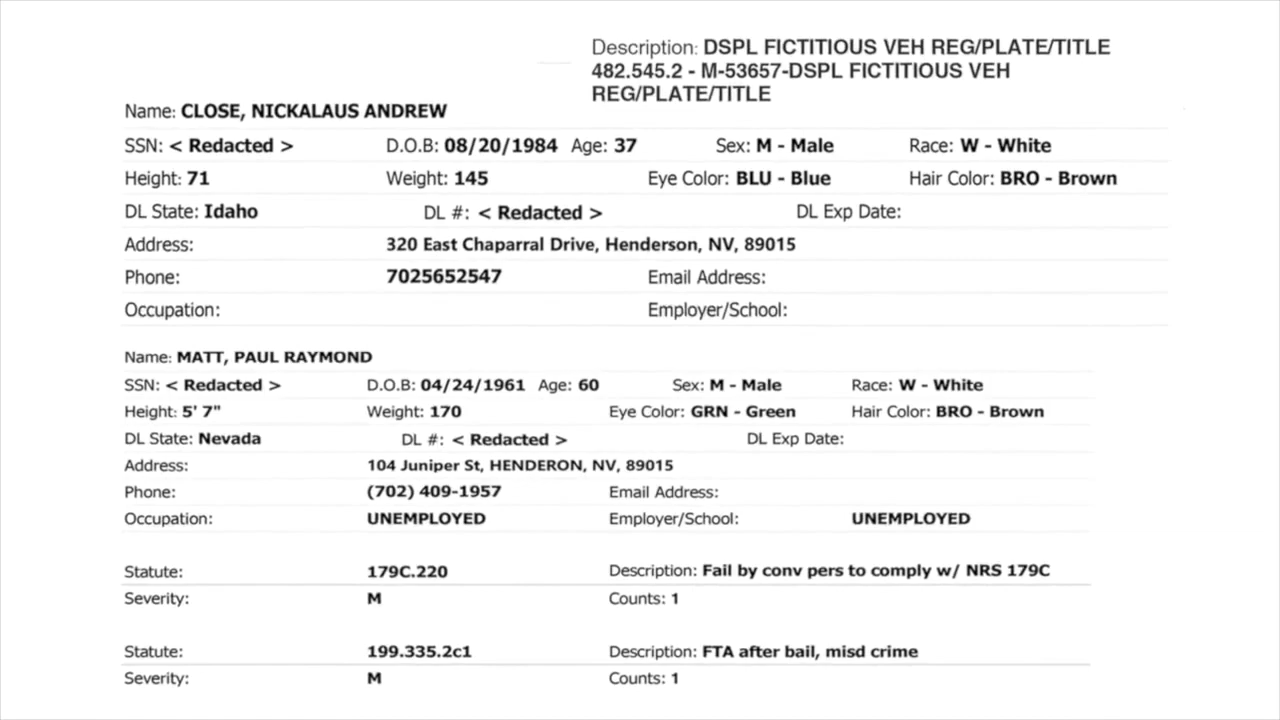 Description: DSPL FICTITIOUS VEH REG/PLATE/TITLE
482.545.2 - M-53657-DSPL FICTITIOUS VEH
REG/PLATE/TITLE
Name: CLOSE, NICKALAUS ANDREW
SSN: < Redacted > D.O.B: 08/20/1984 Age: 37 Sex: M - Male Race: W - White
Height: 71 Weight: 145 Eye Color: BLU - Blue Hair Color: BRO - Brown
DL State: Idaho DL #: < Redacted > DL Exp Date:
Address: 320 East Chaparral Drive, Henderson, NV, 89015
Phone: 7025652547 Email Address:
Occupation: Employer/School:
Name: MATT, PAUL RAYMOND
SSN: < Redacted > D.O.B: 04/24/1961 Age: 60 Sex: M - Male Race: W - White
Height: 5' 7" Weight: 170 Eye Color: GRN - Green Hair Color: BRO - Brown
DL State: Nevada DL #: < Redacted > DL Exp Date:
Address: 104 Juniper St, HENDERON, NV, 89015
Phone: (702) 409-1957 Email Address:
Occupation: UNEMPLOYED Employer/School: UNEMPLOYED
Statute: 179C.220 Description: Fail by conv pers to comply w/ NRS 179C
Severity: M Counts: 1
Statute: 199.335.2c1 Description: FTA after bail, misd crime
Severity: M Counts: 1